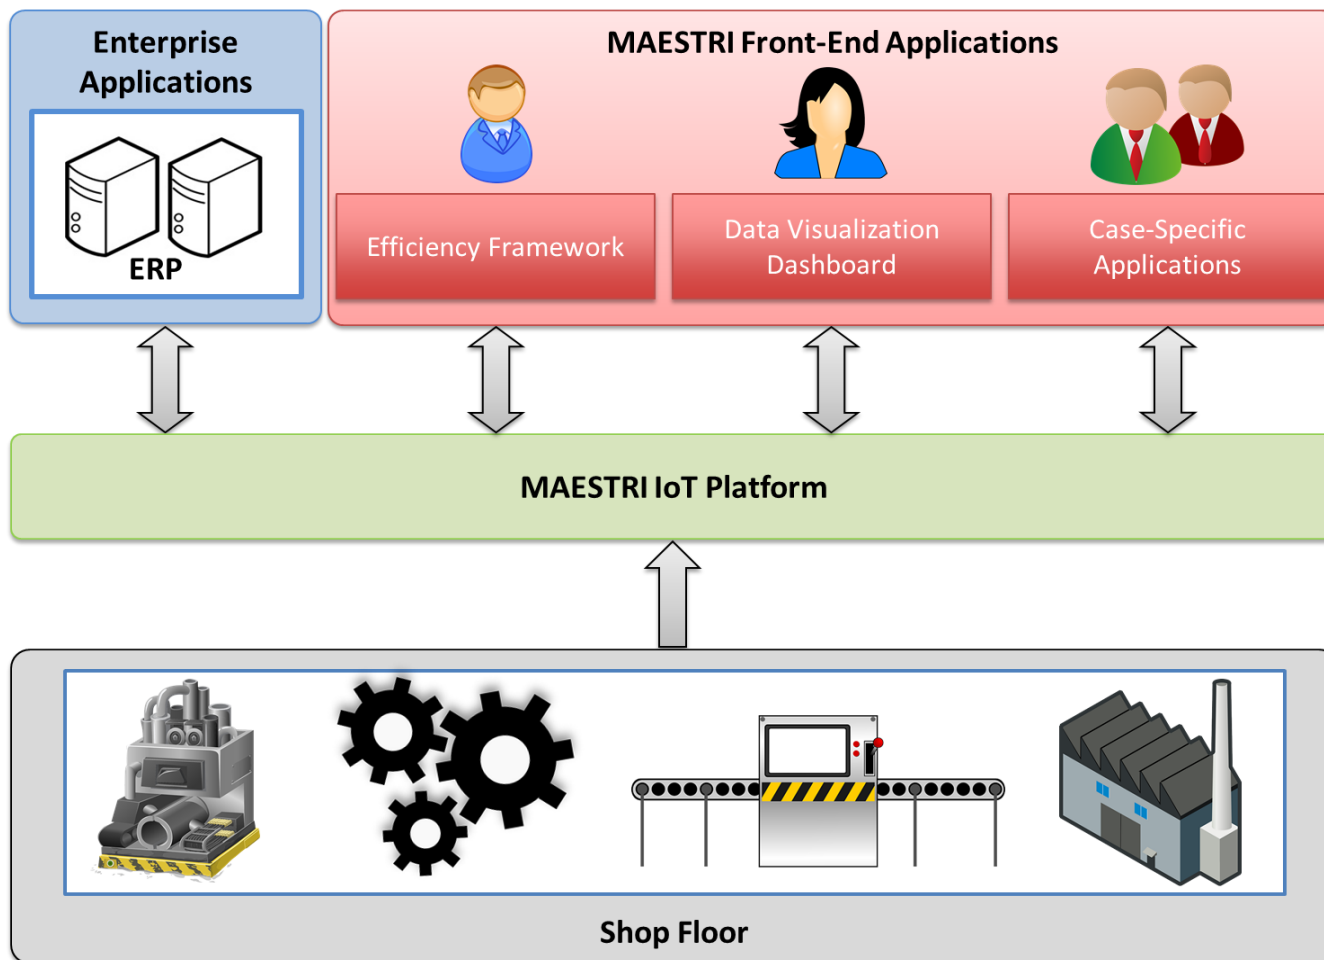 Enterprise
Applications
ERP
MAESTRI Front-End Applications
Efficiency Framework
Data Visualization
Dashboard
Case-Specific
Applications
MAESTRI IoT Platform
Shop Floor